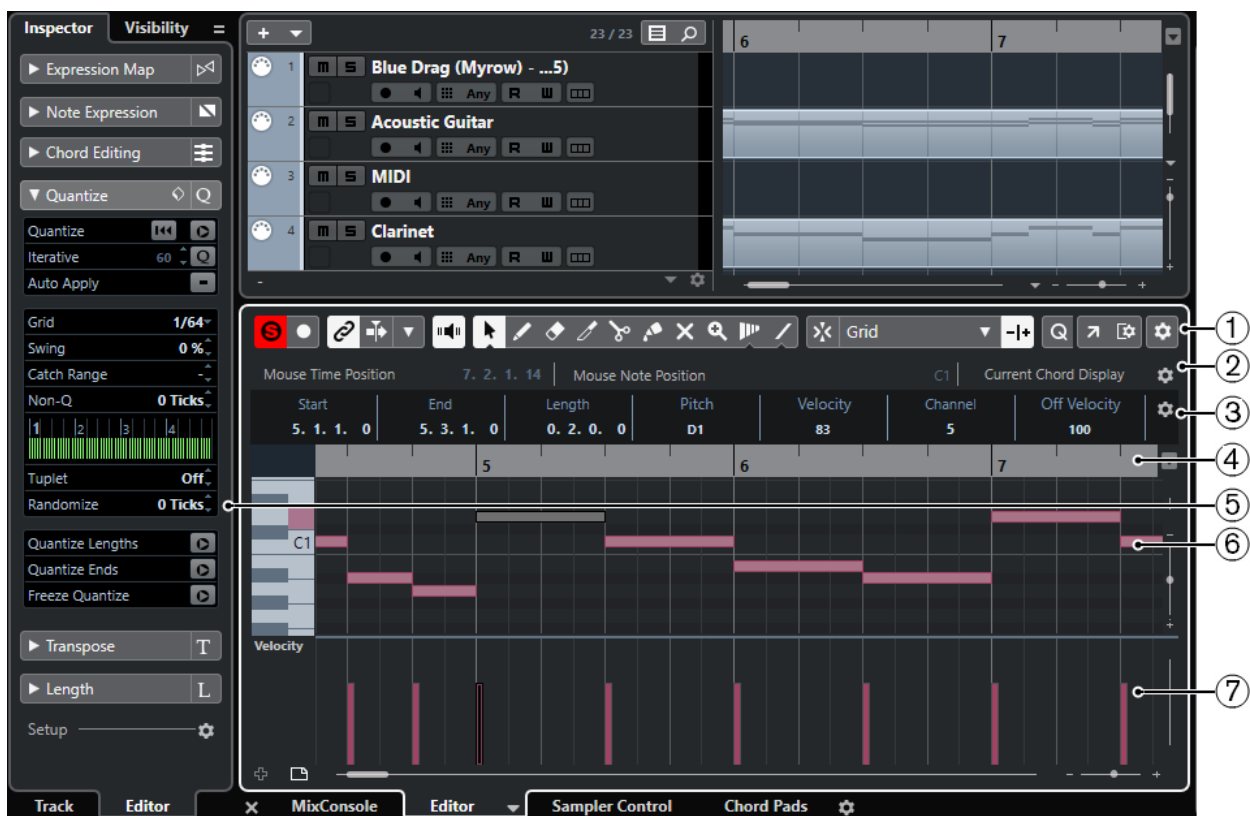 Inspector Visibility
Expression Map
Note Expression
Chord Editing
Quantize Q
Quantize
Iterative 60 Q
Auto Apply
Grid 1/64
Swing 0 %
Catch Range -
Non-Q 0 Ticks
1 2 3 4
Tuplet Off
Randomize 0 Ticks
Quantize Lengths
Quantize Ends
Freeze Quantize
Transpose T
Length L
Setup
Track Editor
+ 23 / 23
6 7
1 m S Blue Drag (Myrow) - ...5)
Any R W
2 m S Acoustic Guitar
Any R W
3 m S MIDI
Any R W
4 m S Clarinet
Any R W
-
S Grid Q
Mouse Time Position 7. 2. 1. 14 Mouse Note Position C1 Current Chord Display
Start End Length Pitch Velocity Channel Off Velocity
5. 1. 1. 0 5. 3. 1. 0 0. 2. 0. 0 D1 83 5 100
5 6 7
C1
Velocity
MixConsole Editor Sampler Control Chord Pads
1
2
3
4
5
6
7